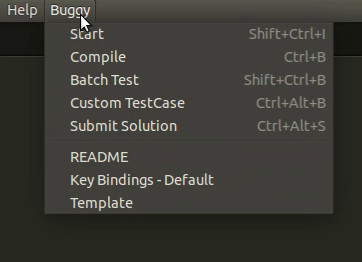 Help Buggy
Start Shift+Ctrl+I
Compile Ctrl+B
Batch Test Shift+Ctrl+B
Custom TestCase Ctrl+Alt+B
Submit Solution Ctrl+Alt+S
README
Key Bindings - Default
Template